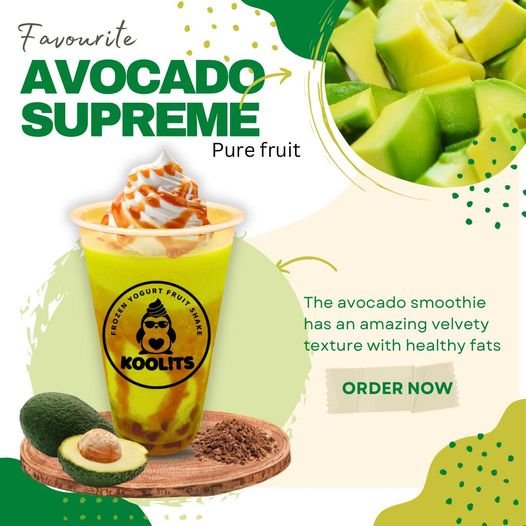 Favourite
AVOCADO
SUPREME
Pure fruit
FROZEN YOGURT FRUIT SHAKE
KOOLITS
The avocado smoothie
has an amazing velvety
texture with healthy fats
ORDER NOW